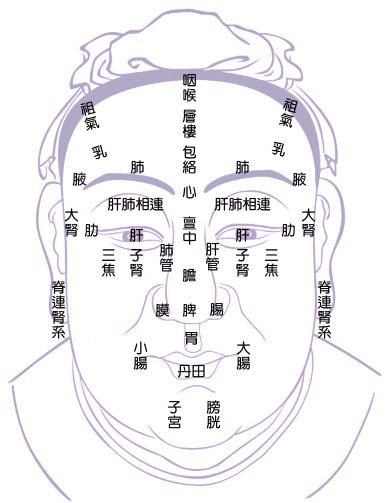 咽喉
祖氣
祖氣
層樓
乳
包絡
乳
肺
肺
腋
心
腋
肝肺相連
肝肺相連
大腎
肋
肝
膻中
肝
肋
大腎
三焦
子腎
肺管
肝管
子腎
三焦
膽
脊連腎系
膜
脾
腸
脊連腎系
胃
小腸
大腸
丹田
子宮
膀胱